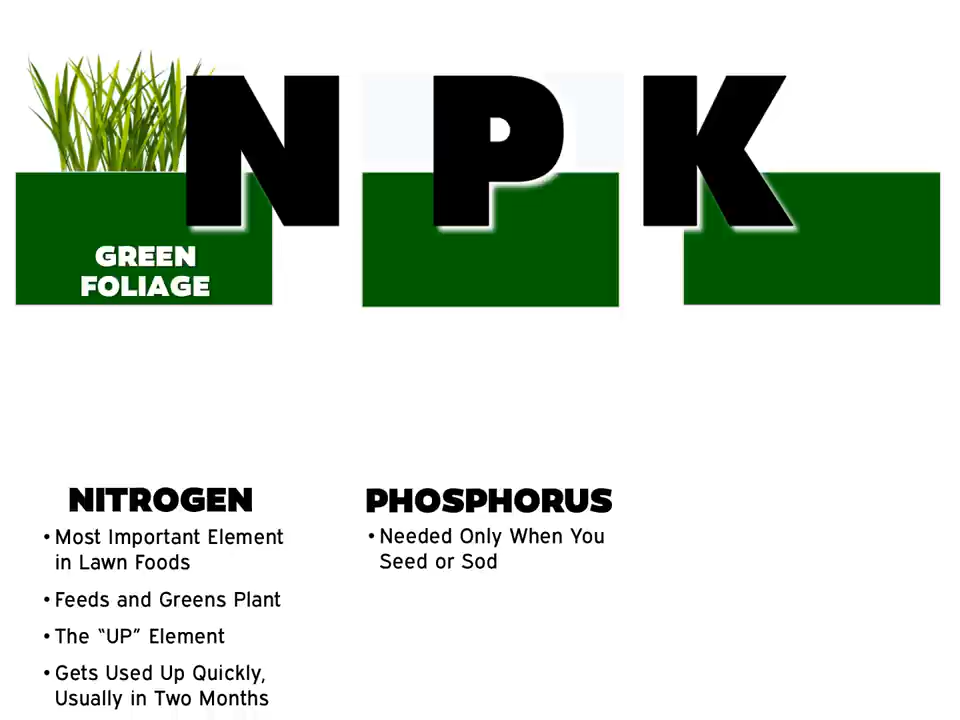 N P K
GREEN
FOLIAGE
NITROGEN
• Most Important Element
in Lawn Foods
• Feeds and Greens Plant
• The “UP” Element
• Gets Used Up Quickly,
Usually in Two Months
PHOSPHORUS
• Needed Only When You
Seed or Sod